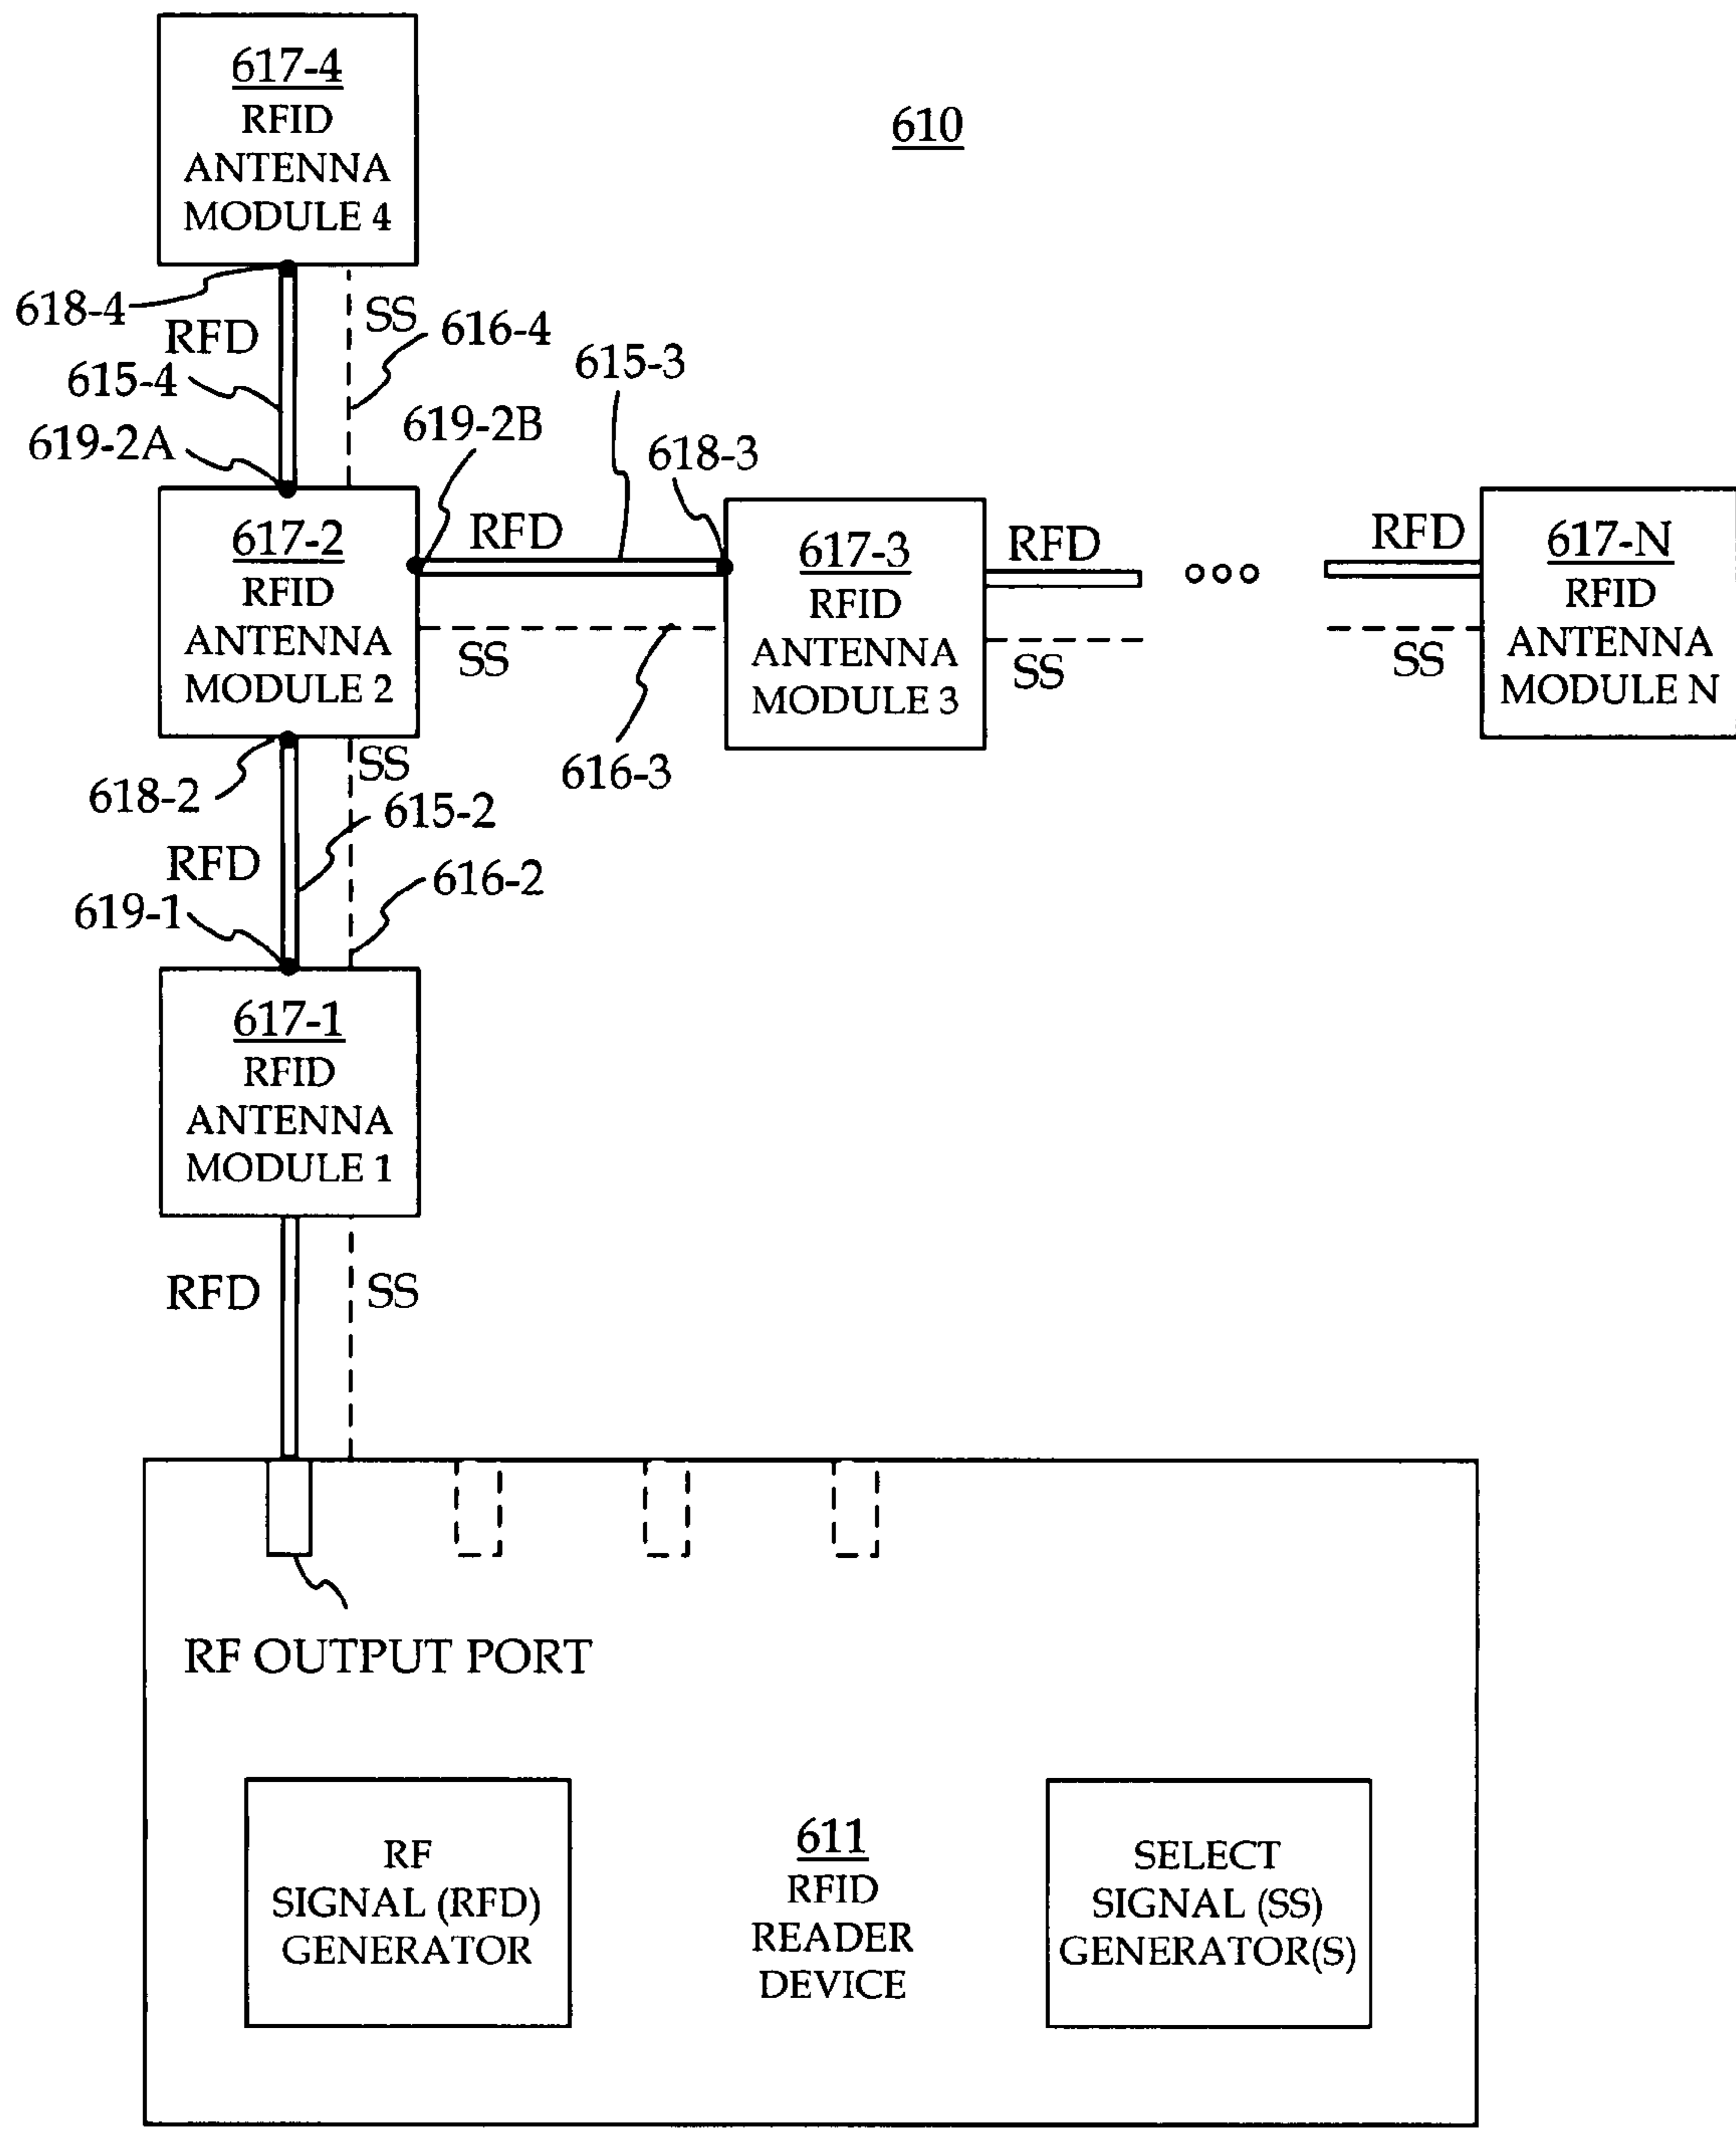 617-4
RFID
ANTENNA
MODULE 4
610
618-4
RFD
SS
616-4
615-4
615-3
619-2A
619-2B
618-3
617-2
RFID
ANTENNA
MODULE 2
RFD
SS
617-3
RFID
ANTENNA
MODULE 3
RFD
SS
RFD
SS
617-N
RFID
ANTENNA
MODULE N
616-3
618-2
SS
615-2
RFD
616-2
619-1
617-1
RFID
ANTENNA
MODULE 1
RFD
SS
RF OUTPUT PORT
RF
SIGNAL (RFD)
GENERATOR
611
RFID
READER
DEVICE
SELECT
SIGNAL (SS)
GENERATOR(S)